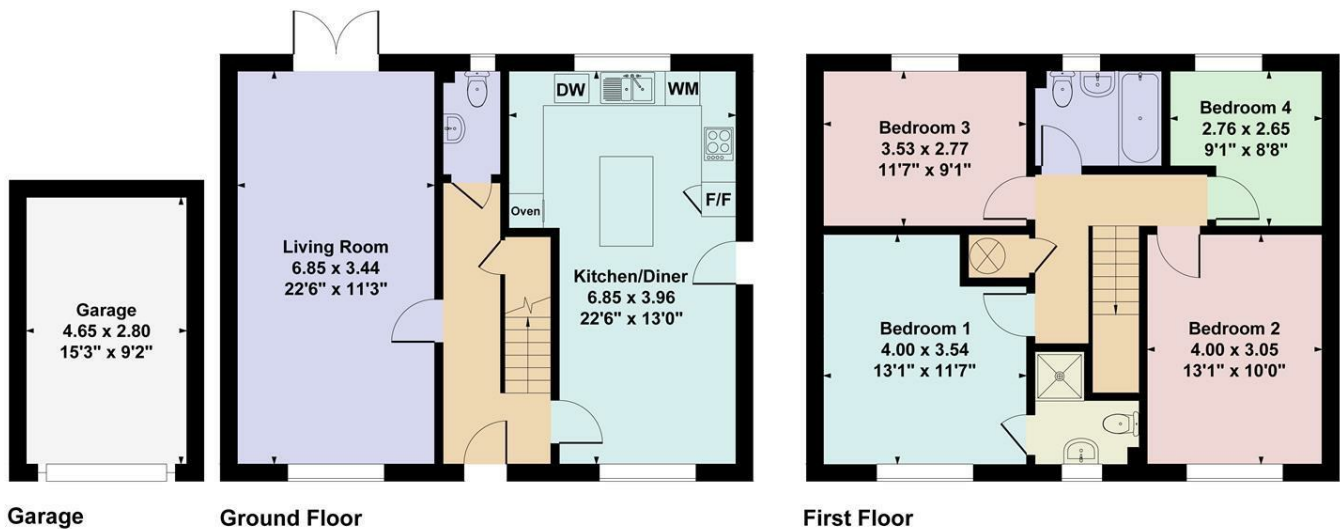 Garage
4.65 x 2.80
15'3" x 9'2"
Garage
Living Room
6.85 x 3.44
22'6" x 11'3"
DW
WM
F/F
Oven
Kitchen/Diner
6.85 x 3.96
22'6" x 13'0"
Ground Floor
Bedroom 3
3.53 x 2.77
11'7" x 9'1"
Bedroom 4
2.76 x 2.65
9'1" x 8'8"
Bedroom 1
4.00 x 3.54
13'1" x 11'7"
Bedroom 2
4.00 x 3.05
13'1" x 10'0"
First Floor